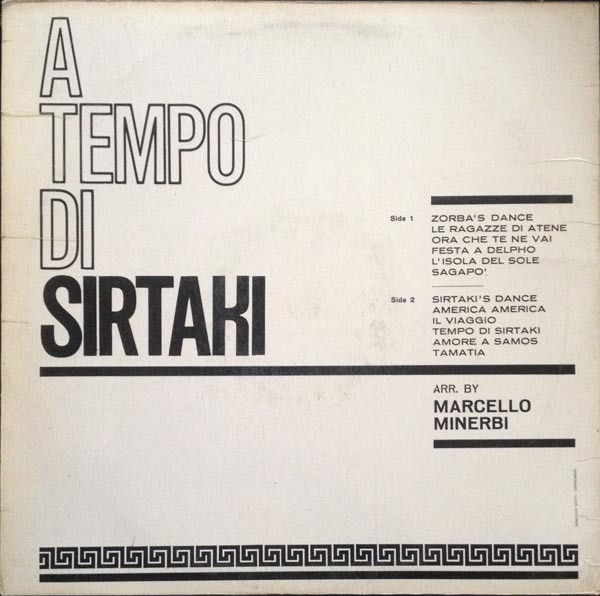 A
TEMPO
DI
SIRTAKI
Side 1
ZORBA'S DANCE
LE RAGAZZE DI ATENE
ORA CHE TE NE VAI
FESTA A DELPHO
L'ISOLA DEL SOLE
SAGAPO'
Side 2
SIRTAKI'S DANCE
AMERICA AMERICA
IL VIAGGIO
TEMPO DI SIRTAKI
AMORE A SAMOS
TAMATIA
ARR. BY
MARCELLO
MINERBI